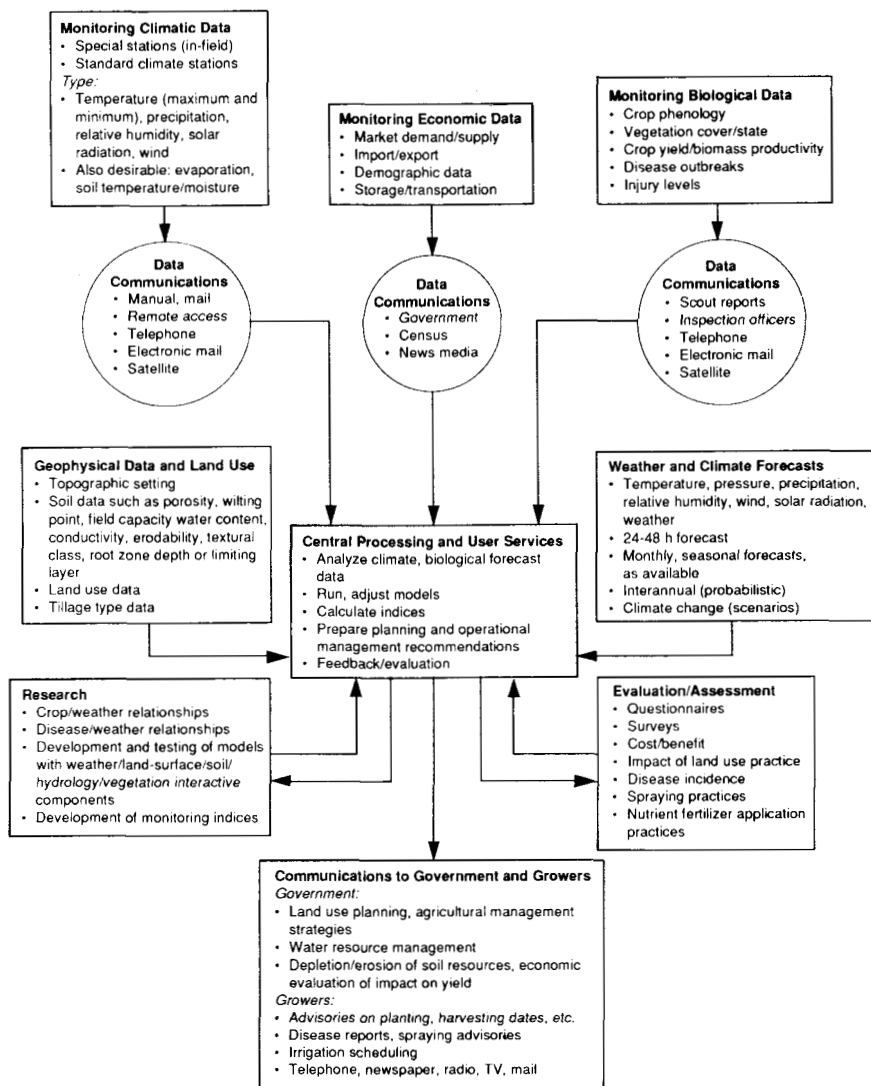 Monitoring Climatic Data
• Special stations (in-field)
• Standard climate stations
Type:
• Temperature (maximum and
minimum), precipitation,
relative humidity, solar
radiation, wind
• Also desirable: evaporation,
soil temperature/moisture
Monitoring Economic Data
• Market demand/supply
• Import/export
• Demographic data
• Storage/transportation
Monitoring Biological Data
• Crop phenology
• Vegetation cover/state
• Crop yield/biomass productivity
• Disease outbreaks
• Injury levels
Data
Communications
• Manual, mail
• Remote access
• Telephone
• Electronic mail
• Satellite
Data
Communications
• Government
• Census
• News media
Data
Communications
• Scout reports
• Inspection officers
• Telephone
• Electronic mail
• Satellite
Geophysical Data and Land Use
• Topographic setting
• Soil data such as porosity, wilting
point, field capacity water content,
conductivity, erodability, textural
class, root zone depth or limiting
layer
• Land use data
• Tillage type data
Central Processing and User Services
• Analyze climate, biological forecast
data
• Run, adjust models
• Calculate indices
• Prepare planning and operational
management recommendations
• Feedback/evaluation
Weather and Climate Forecasts
• Temperature, pressure, precipitation,
relative humidity, wind, solar radiation,
weather
• 24-48 h forecast
• Monthly, seasonal forecasts,
as available
• Interannual (probabilistic)
• Climate change (scenarios)
Research
• Crop/weather relationships
• Disease/weather relationships
• Development and testing of models
with weather/land-surface/soil/
hydrology/vegetation interactive
components
• Development of monitoring indices
Evaluation/Assessment
• Questionnaires
• Surveys
• Cost/benefit
• Impact of land use practice
• Disease incidence
• Spraying practices
• Nutrient fertilizer application
practices
Communications to Government and Growers
Government:
• Land use planning, agricultural management
strategies
• Water resource management
• Depletion/erosion of soil resources, economic
evaluation of impact on yield
Growers:
• Advisories on planting, harvesting dates, etc.
• Disease reports, spraying advisories
• Irrigation scheduling
• Telephone, newspaper, radio, TV, mail